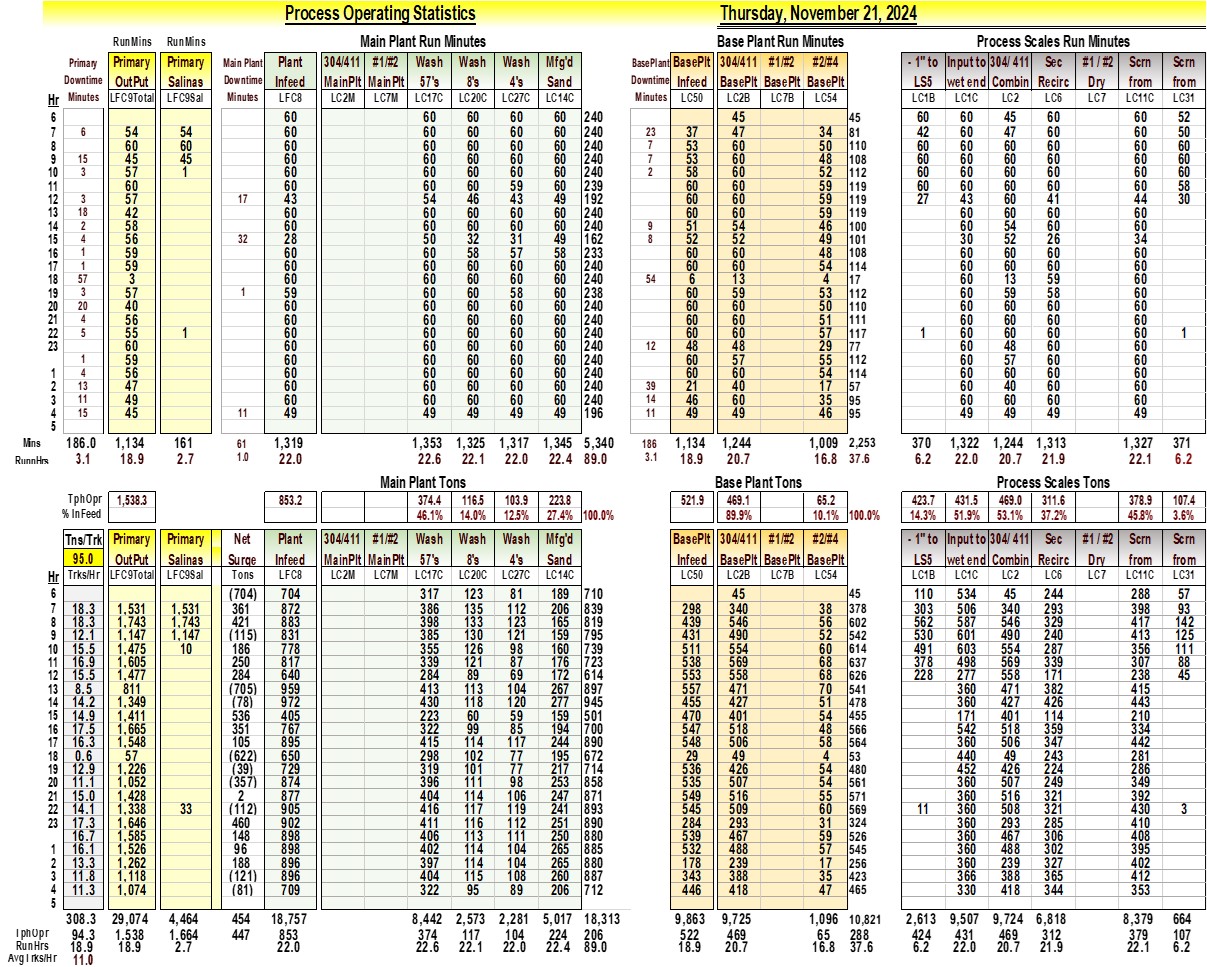 Process Operating Statistics Thursday, November 21, 2024
RunMins RunMins Main Plant Run Minutes Base Plant Run Minutes Process Scales Run Minutes
Primary Primary Primary Main Plant Plant 304/411 #1/#2 Wash Wash Wash Mfg'd BasePlant BasePlt 304/411 #1/#2 #2/#4 - 1" to Input to 304/ 411 Sec #1 / #2 Scrn Scrn
Downtime OutPut Salinas Downtime Infeed MainPlt MainPlt 57's 8's 4's Sand Downtime Infeed BasePlt BasePlt BasePlt LS5 wet end Combin Recirc Dry from from
Hr Minutes LFC9Total LFC9Sal Minutes LFC8 LC2M LC7M LC17C LC20C LC27C LC14C Minutes LC50 LC2B LC7B LC54 LC1B LC1C LC2 LC6 LC7 LC11C LC31
6 60 60 60 60 60 240 45 45 60 60 45 60 60 52
7 6 54 54 60 60 60 60 60 240 23 37 47 34 81 42 60 47 60 60 50
8 60 60 60 60 60 60 60 240 7 53 60 50 110 60 60 60 60 60 60
9 15 45 45 60 60 60 60 60 240 7 53 60 48 108 60 60 60 60 60 60
10 3 57 1 60 60 60 60 60 240 2 58 60 52 112 60 60 60 60 60 60
11 60 60 60 60 59 60 239 60 60 59 119 60 60 60 60 60 58
12 3 57 17 43 54 46 43 49 192 60 60 59 119 27 43 60 41 44 30
13 18 42 60 60 60 60 60 240 60 60 59 119 60 60 60 60
14 2 58 60 60 60 60 60 240 9 51 54 46 100 60 54 60 60
15 4 56 32 28 50 32 31 49 162 8 52 52 49 101 30 52 26 34
16 1 59 60 60 58 57 58 233 60 60 48 108 60 60 60 60
17 1 59 60 60 60 60 60 240 60 60 54 114 60 60 60 60
18 57 3 60 60 60 60 60 240 54 6 13 4 17 60 13 59 60
19 3 57 1 59 60 60 58 60 238 60 59 53 112 60 59 58 60
20 20 40 60 60 60 60 60 240 60 60 50 110 60 60 60 60
21 4 56 60 60 60 60 60 240 60 60 51 111 60 60 60 60
22 5 55 1 60 60 60 60 60 240 60 60 57 117 1 60 60 60 60 1
23 60 60 60 60 60 60 240 12 48 48 29 77 60 48 60 60
1 59 60 60 60 60 60 240 60 57 55 112 60 57 60 60
1 4 56 60 60 60 60 60 240 60 60 54 114 60 60 60 60
2 13 47 60 60 60 60 60 240 39 21 40 17 57 60 40 60 60
3 11 49 60 60 60 60 60 240 14 46 60 35 95 60 60 60 60
4 15 45 11 49 49 49 49 49 196 11 49 60 46 95 49 49 49 49
5
Mins 186.0 1,134 161 61 1,319 1,353 1,325 1,317 1,345 5,340 186 1,134 1,244 1,009 2,253 370 1,322 1,244 1,313 1,327 371
RunnHrs 3.1 18.9 2.7 1.0 22.0 22.6 22.1 22.0 22.4 89.0 3.1 18.9 20.7 16.8 37.6 6.2 22.0 20.7 21.9 22.1 6.2
Main Plant Tons Base Plant Tons Process Scales Tons
TphOpr 1,538.3 853.2 374.4 116.5 103.9 223.8 521.9 469.1 65.2 423.7 431.5 469.0 311.6 378.9 107.4
% InFeed 46.1% 14.0% 12.5% 27.4% 100.0% 89.9% 10.1% 100.0% 14.3% 51.9% 53.1% 37.2% 45.8% 3.6%
Tns/Trk Primary Primary Net Plant 304/411 #1/#2 Wash Wash Wash Mfg'd BasePlt 304/411 #1/#2 #2/#4 - 1" to Input to 304/ 411 Sec #1 / #2 Scrn Scrn
95.0 OutPut Salinas Surge Infeed MainPlt MainPlt 57's 8's 4's Sand Infeed BasePlt BasePlt BasePlt LS5 wet end Combin Recirc Dry from from
Hr Trks/Hr LFC9Total LFC9Sal Tons LFC8 LC2M LC7M LC17C LC20C LC27C LC14C LC50 LC2B LC7B LC54 LC1B LC1C LC2 LC6 LC7 LC11C LC31
6 (704) 704 317 123 81 189 710 45 45 110 534 45 244 288 57
7 18.3 1,531 1,531 361 872 386 135 112 206 839 298 340 38 378 303 506 340 293 398 93
8 18.3 1,743 1,743 421 883 398 133 123 165 819 439 546 56 602 562 587 546 329 417 142
9 12.1 1,147 1,147 (115) 831 385 130 121 159 795 431 490 52 542 530 601 490 240 413 125
10 15.5 1,475 10 186 778 355 126 98 160 739 511 554 60 614 491 603 554 287 356 111
11 16.9 1,605 250 817 339 121 87 176 723 538 569 68 637 378 498 569 339 307 88
12 15.5 1,477 284 640 284 89 69 172 614 553 558 68 626 228 277 558 171 238 45
13 8.5 811 (705) 959 413 113 104 267 897 557 471 70 541 360 471 382 415
14 14.2 1,349 (78) 972 430 118 120 277 945 455 427 51 478 360 427 426 443
15 14.9 1,411 536 405 223 60 59 159 501 470 401 54 455 171 401 114 210
16 17.5 1,665 351 767 322 99 85 194 700 547 518 48 566 542 518 359 334
17 16.3 1,548 105 895 415 114 117 244 890 548 506 58 564 360 506 347 442
18 0.6 57 (622) 650 298 102 77 195 672 29 49 4 53 440 49 243 281
19 12.9 1,226 (39) 729 319 101 77 217 714 536 426 54 480 452 426 224 286
20 11.1 1,052 (357) 874 396 111 98 253 858 535 507 54 561 360 507 249 349
21 15.0 1,428 2 877 404 114 106 247 871 549 516 55 571 360 516 321 392
22 14.1 1,338 33 (112) 905 416 117 119 241 893 545 509 60 569 11 360 508 321 430 3
23 17.3 1,646 460 902 411 116 112 251 890 284 293 31 324 360 293 285 410
16.7 1,585 148 898 406 113 111 250 880 539 467 59 526 360 467 306 408
1 16.1 1,526 96 898 402 114 104 265 885 532 488 57 545 360 488 302 395
2 13.3 1,262 188 896 397 114 104 265 880 178 239 17 256 360 239 327 402
3 11.8 1,118 (121) 896 404 115 108 260 887 343 388 35 423 366 388 365 412
4 11.3 1,074 (81) 709 322 95 89 206 712 446 418 47 465 330 418 344 353
5
308.3 29,074 4,464 454 18,757 8,442 2,573 2,281 5,017 18,313 9,863 9,725 1,096 10,821 2,613 9,507 9,724 6,818 8,379 664
TphOpr 94.3 1,538 1,664 447 853 374 117 104 224 206 522 469 65 288 424 431 469 312 379 107
RunHrs 18.9 18.9 2.7 22.0 22.6 22.1 22.0 22.4 89.0 18.9 20.7 16.8 37.6 6.2 22.0 20.7 21.9 22.1 6.2
AvgTrks/Hr 11.0